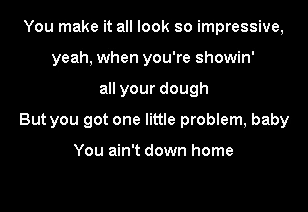 You make it all look so impressive,
yeah, when you're showin'
all your dough
But you got one little problem, baby
You ain't down home